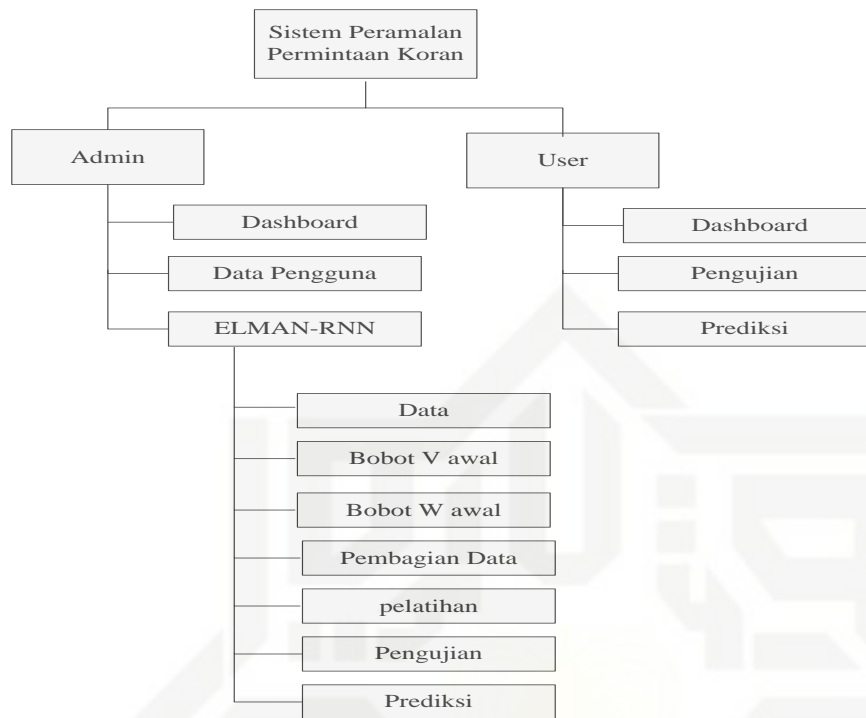 Sistem Peramalan
Permintaan Koran
Admin
User
Dashboard
Data Pengguna
ELMAN-RNN
Data
Bobot V awal
Bobot W awal
Pembagian Data
pelatihan
Pengujian
Prediksi
Dashboard
Pengujian
Prediksi